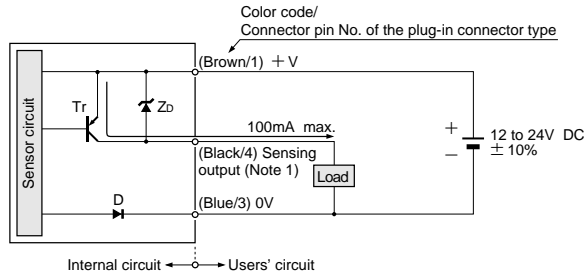 Color code/
Connector pin No. of the plug-in connector type
(Brown/1) + V
Sensor circuit
Tr
ZD
100mA max.
(Black/4) Sensing
output (Note 1)
Load
+
−
12 to 24V DC
± 10%
D
(Blue/3) 0V
Internal circuit
Users' circuit